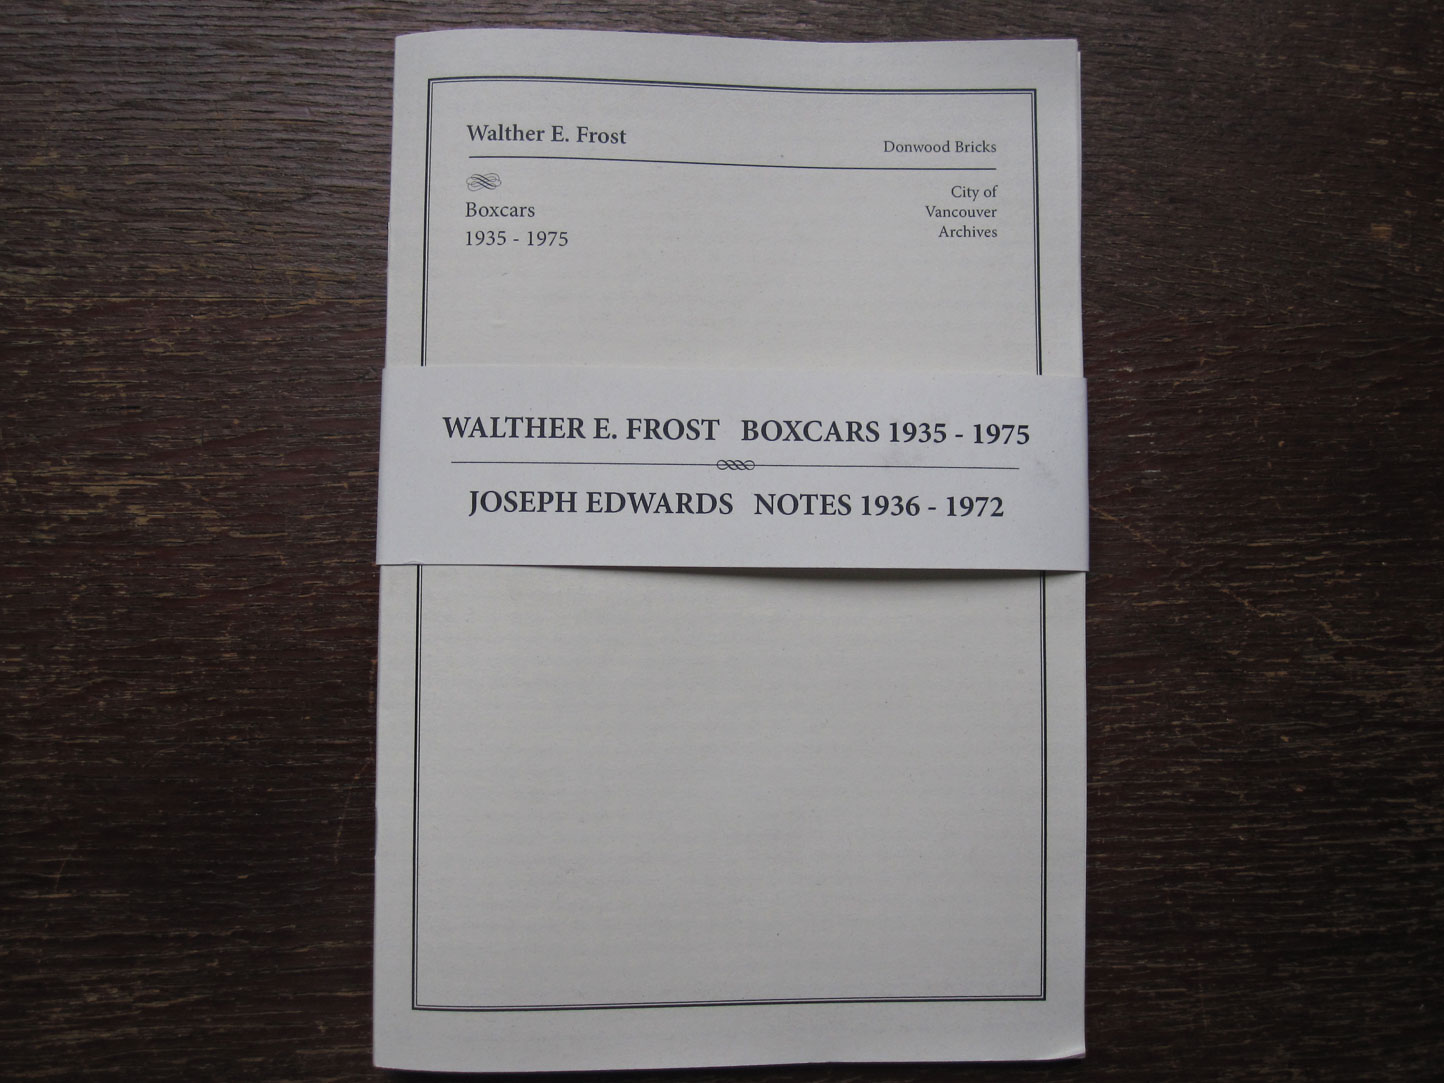 Walther E. Frost
Donwood Bricks
Boxcars
1935 - 1975
City of
Vancouver
Archives
WALTHER E. FROST BOXCARS 1935 - 1975
JOSEPH EDWARDS NOTES 1936 - 1972